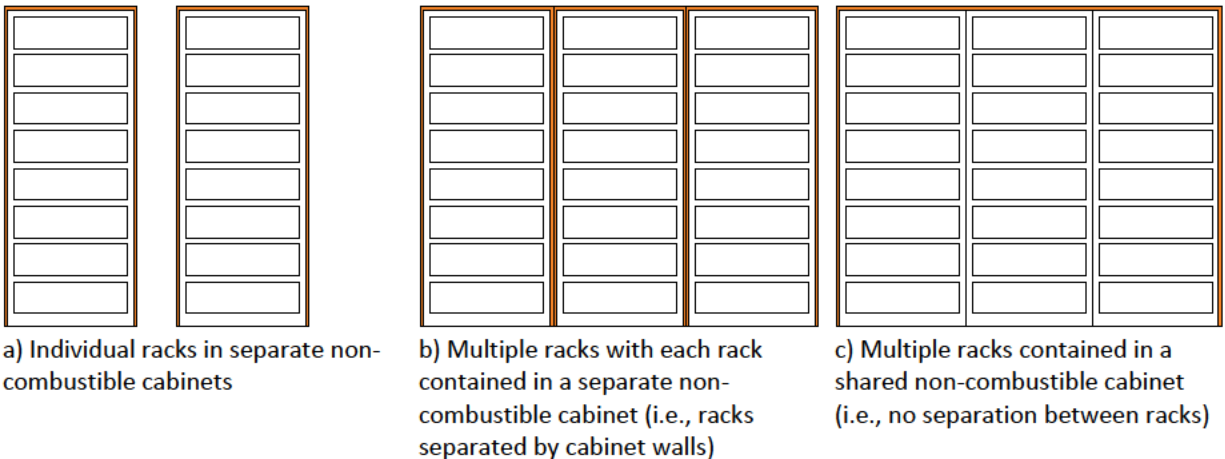 a) Individual racks in separate non-
combustible cabinets
b) Multiple racks with each rack
contained in a separate non-
combustible cabinet (i.e., racks
separated by cabinet walls)
c) Multiple racks contained in a
shared non-combustible cabinet
(i.e., no separation between racks)